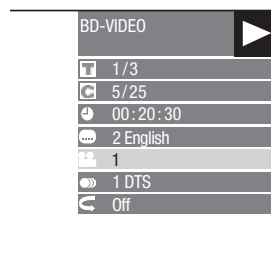 BD-VIDEO
T 1/3
C 5/25
00:20:30
2 English
1
1 DTS
Off